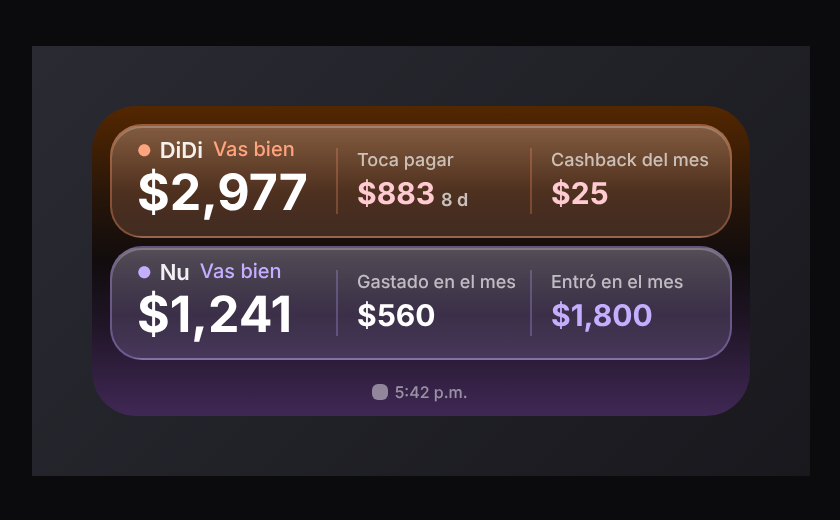 DiDi Vas bien
$2,977
Toca pagar
$883 8 d
Cashback del mes
$25
Nu Vas bien
$1,241
Gastado en el mes
$560
Entró en el mes
$1,800
5:42 p.m.